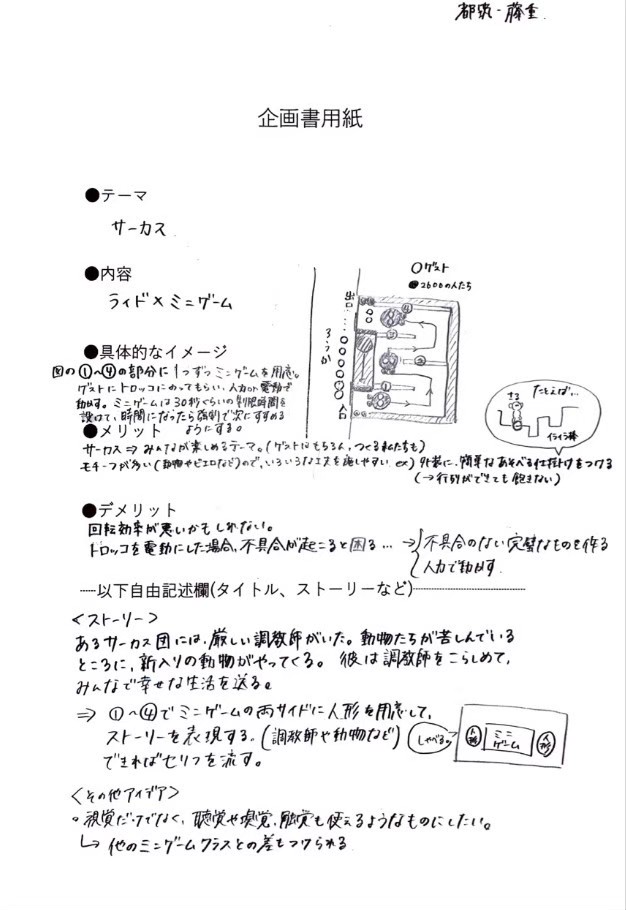 都築・藤重
企画書用紙
●テーマ
サーカス
●内容
ライド×ミニゲーム
○ゲスト
●2600の人たち
出口
ろうか
入口
④
③
②
①
●具体的なイメージ
図の①〜④の部分に1つずつミニゲームを用意。
ゲストにトロッコにのってもらい、人力or電動で
動かす。ミニゲームは30秒ぐらいの制限時間を
設けて、時間になったら強制で次にすすめる
ようにする。
たとえば…
さる
イライラ棒
●メリット
サーカス⇒みんなが楽しめるテーマ。(ゲストはもちろん、つくる私たちも)
モチーフが多い(動物やピエロなど)ので、いろいろな工夫を施しやすい ex)外装に、簡単なあそべる仕掛けをつける
(→行列ができても飽きない)
●デメリット
回転効率が悪いかもしれない。
トロッコを電動にした場合、不具合が起こると困る…→不具合のない完璧なものを作る
人力で動かす
-----以下自由記述欄(タイトル、ストーリーなど)-----
<ストーリー>
あるサーカス団には、厳しい調教師がいた。動物たちが苦しんでいる
ところに、新入りの動物がやってくる。彼は調教師をこらしめて、
みんなで幸せな生活を送る。
⇒①〜④でミニゲームの両サイドに人形を用意して、
ストーリーを表現する。(調教師や動物など)
できればセリフを流す。
しゃべる
人形
ミニゲーム
人形
<その他アイデア>
。視覚だけでなく、聴覚や嗅覚、触覚も使えるようなものにしたい。
↳他のミニゲームクラスとの差もつけられる